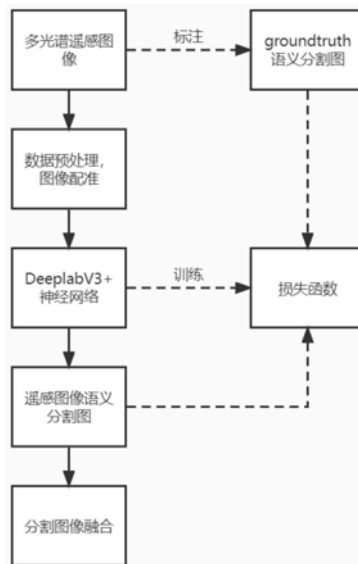 多光谱遥感图
像
标注
groundtruth
语义分割图
数据预处理，
图像配准
DeeplabV3+
神经网络
训练
损失函数
遥感图像语义
分割图
分割图像融合